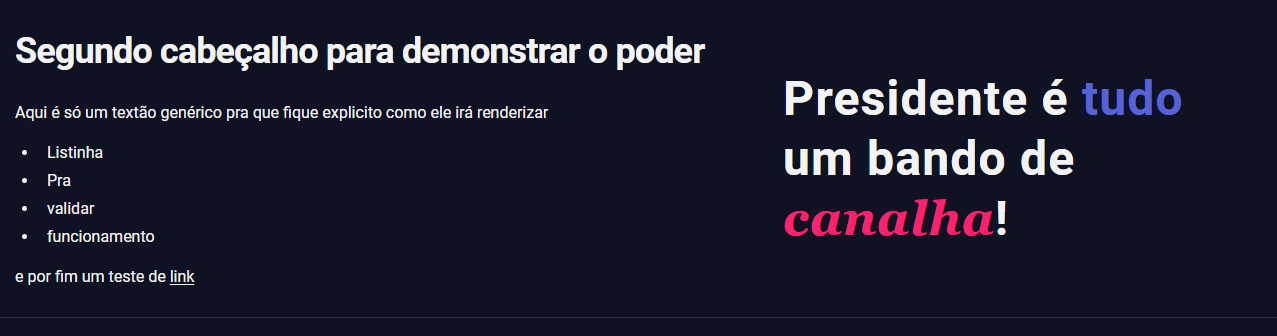 Segundo cabeçalho para demonstrar o poder
Aqui é só um textão genérico pra que fique explicito como ele irá renderizar
Listinha
Pra
validar
funcionamento
e por fim um teste de link
Presidente é tudo
um bando de
canalha!